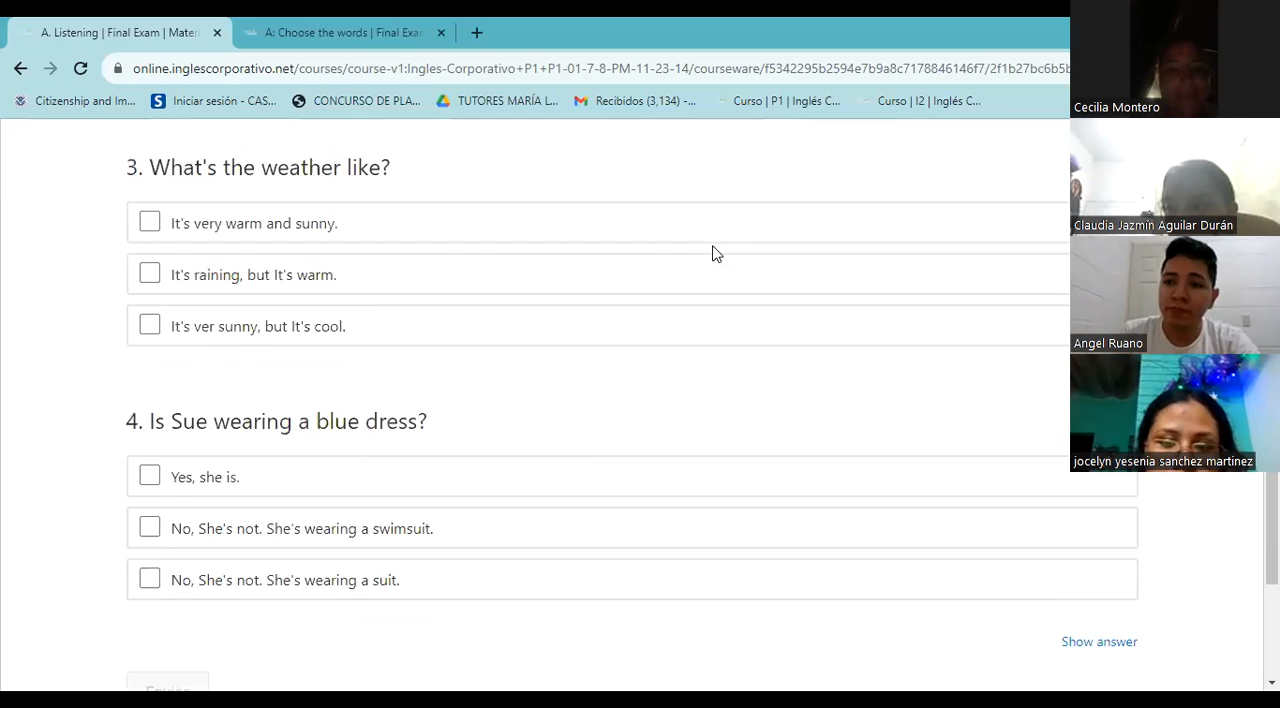 A. Listening | Final Exam | Mater
A: Choose the words | Final Exar
online.inglescorporativo.net/courses/course-v1:Ingles-Corporativo+P1+P1-01-7-8-PM-11-23-14/courseware/f5342295b2594e7b9a8c7178846146f7/2f1b27bc6b5b
Citizenship and Im...
Iniciar sesión - CAS...
CONCURSO DE PLA...
TUTORES MARÍA L...
Recibidos (3,134) -...
Curso | P1 | Inglés C...
Curso | I2 | Inglés C...
Cecilia Montero
3. What's the weather like?
It's very warm and sunny.
Claudia Jazmín Aguilar Durán
It's raining, but It's warm.
It's ver sunny, but It's cool.
Angel Ruano
4. Is Sue wearing a blue dress?
jocelyn yesenia sanchez martinez
Yes, she is.
No, She's not. She's wearing a swimsuit.
No, She's not. She's wearing a suit.
Show answer
Enviar